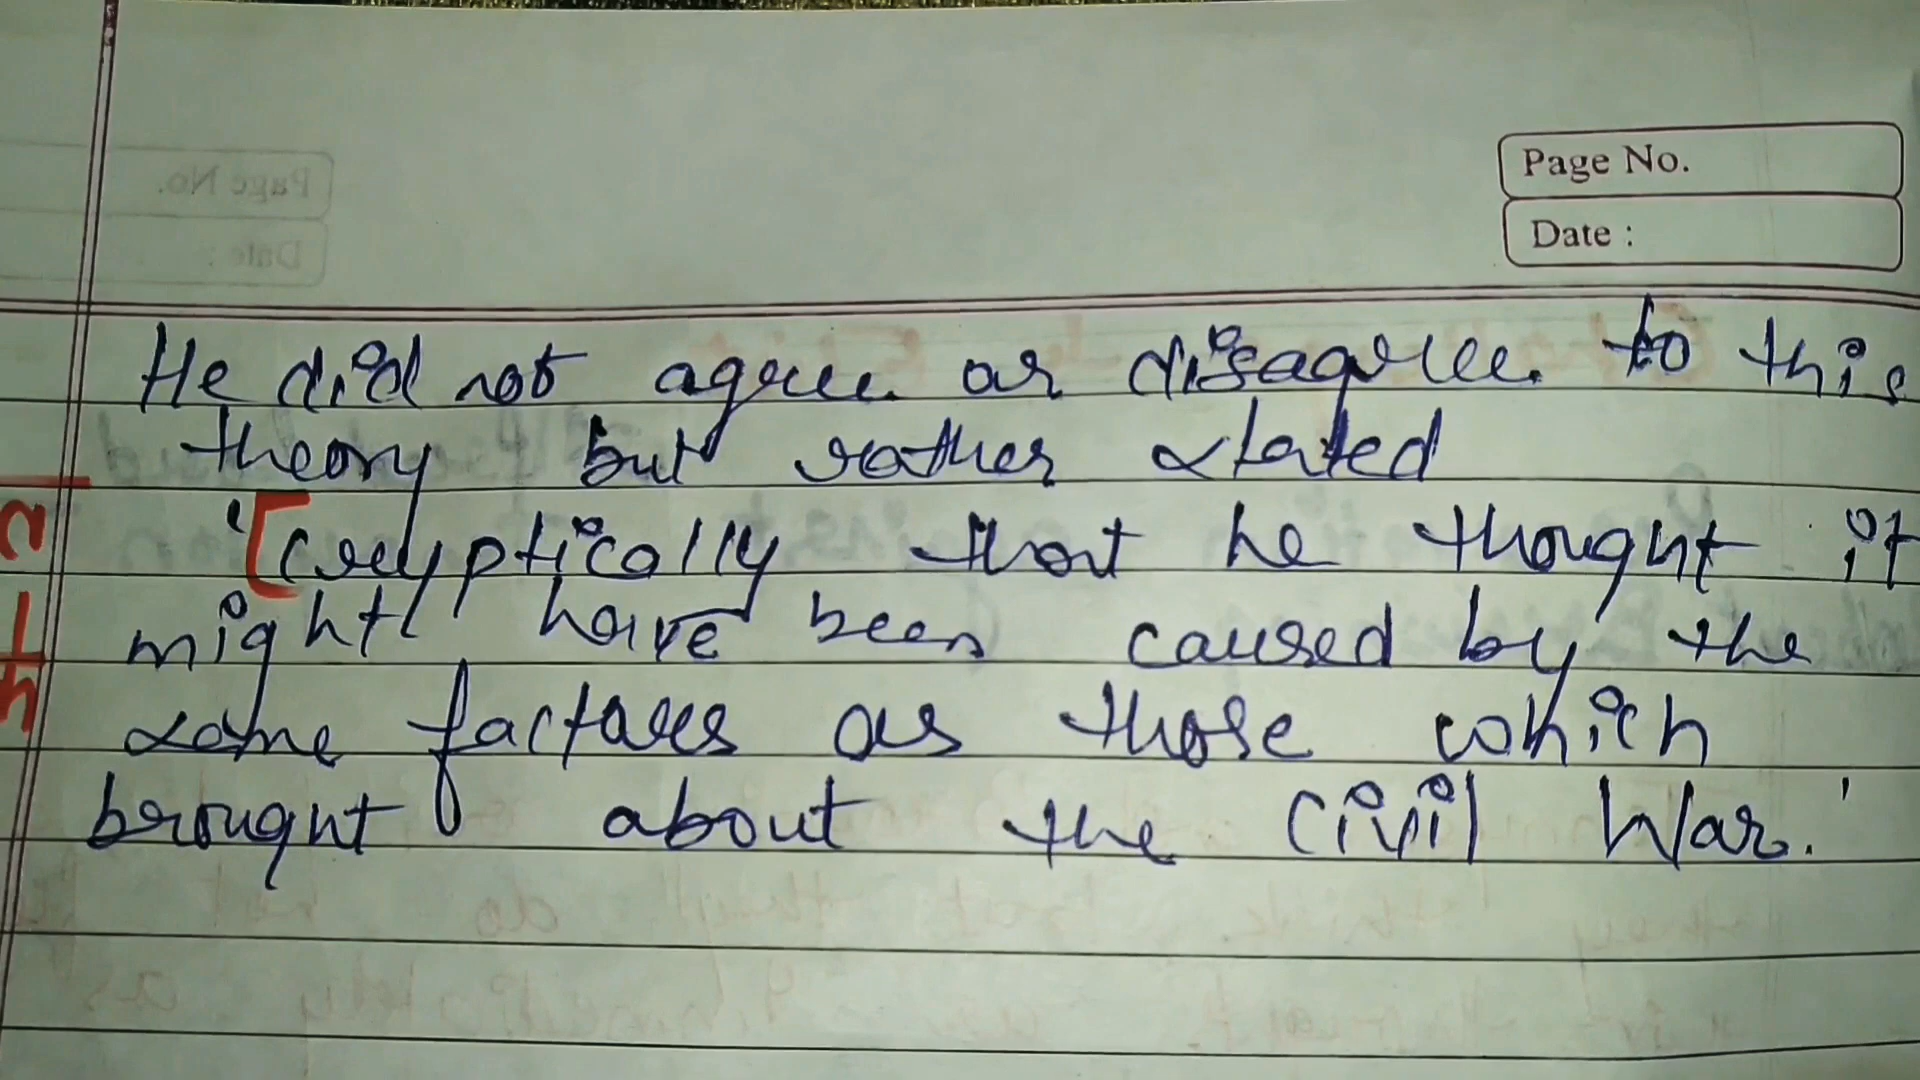 Page No.
Date :
He did not agree or disagree to this
theory but rather stated
'[cryptically that he thought it
might have been caused by the
same factors as those which
brought about the Civil War.'